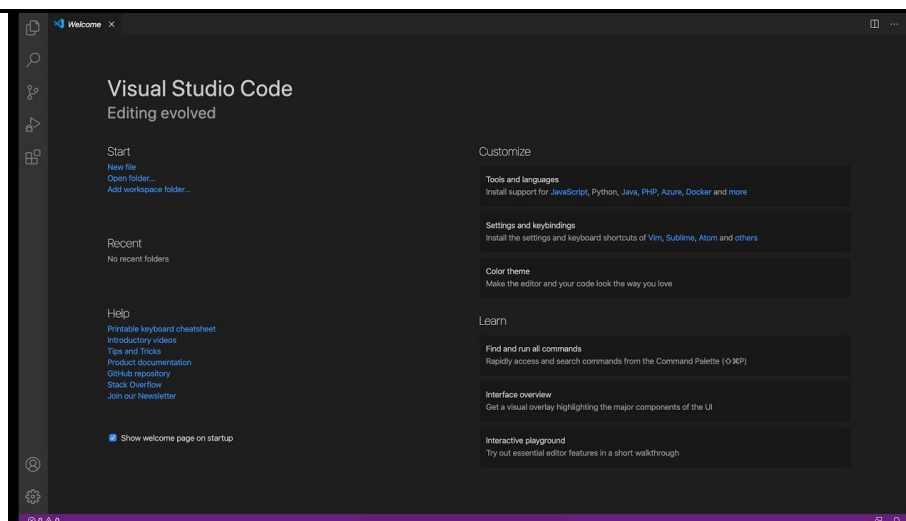 Welcome
Visual Studio Code
Editing evolved
Start
New file
Open folder...
Add workspace folder...
Recent
No recent folders
Help
Printable keyboard cheatsheet
Introductory videos
Tips and Tricks
Product documentation
GitHub repository
Stack Overflow
Join our Newsletter
Show welcome page on startup
Customize
Tools and languages
Install support for JavaScript, Python, Java, PHP, Azure, Docker and more
Settings and keybindings
Install the settings and keyboard shortcuts of Vim, Sublime, Atom and others
Color theme
Make the editor and your code look the way you love
Learn
Find and run all commands
Rapidly access and search commands from the Command Palette (⇧⌘P)
Interface overview
Get a visual overlay highlighting the major components of the UI
Interactive playground
Try out essential editor features in a short walkthrough